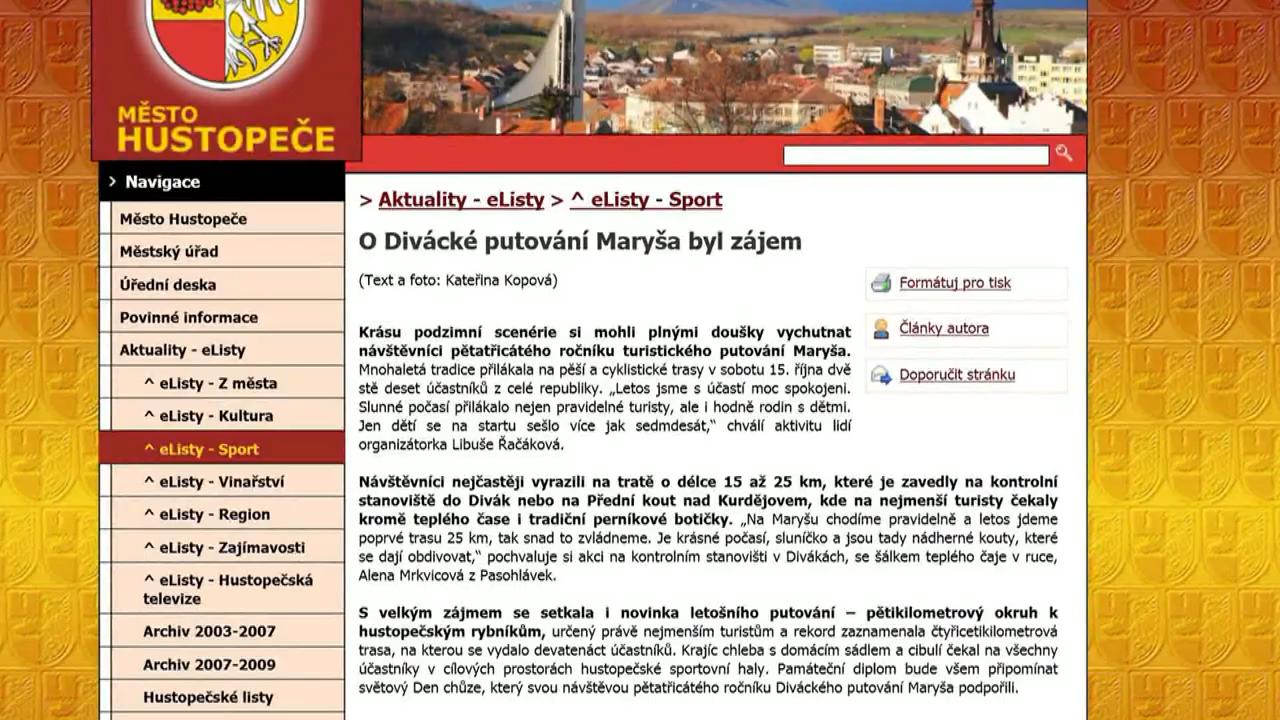 MĚSTO
HUSTOPEČE
> Navigace
Město Hustopeče
Městský úřad
Úřední deska
Povinné informace
Aktuality - eListy
^ eListy - Z města
^ eListy - Kultura
^ eListy - Sport
^ eListy - Vinařství
^ eListy - Region
^ eListy - Zajímavosti
^ eListy - Hustopečská
televize
Archiv 2003-2007
Archiv 2007-2009
Hustopečské listy
> Aktuality - eListy > ^ eListy - Sport
O Divácké putování Maryša byl zájem
(Text a foto: Kateřina Kopová)
Formátuj pro tisk
Články autora
Doporučit stránku
Krásu podzimní scenérie si mohli plnými doušky vychutnat
návštěvníci pětatřicátého ročníku turistického putování Maryša.
Mnohaletá tradice přilákala na pěší a cyklistické trasy v sobotu 15. října dvě
stě deset účastníků z celé republiky. „Letos jsme s účastí moc spokojeni.
Slunné počasí přilákalo nejen pravidelné turisty, ale i hodně rodin s dětmi.
Jen dětí se na startu sešlo více jak sedmdesát,“ chválí aktivitu lidí
organizátorka Libuše Řačáková.
Návštěvníci nejčastěji vyrazili na tratě o délce 15 až 25 km, které je zavedly na kontrolní
stanoviště do Divák nebo na Přední kout nad Kurdějovem, kde na nejmenší turisty čekaly
kromě teplého čase i tradiční perníkové botičky. „Na Maryšu chodíme pravidelně a letos jdeme
poprvé trasu 25 km, tak snad to zvládneme. Je krásné počasí, sluníčko a jsou tady nádherné kouty, které
se dají obdivovat,“ pochvaluje si akci na kontrolním stanovišti v Divákách, se šálkem teplého čaje v ruce,
Alena Mrkvicová z Pasohlávek.
S velkým zájmem se setkala i novinka letošního putování – pětikilometrový okruh k
hustopečským rybníkům, určený právě nejmenším turistům a rekord zaznamenala čtyřicetikilometrová
trasa, na kterou se vydalo devatenáct účastníků. Krajíc chleba s domácím sádlem a cibulí čekal na všechny
účastníky v cílových prostorách hustopečské sportovní haly. Památeční diplom bude všem připomínat
světový Den chůze, který svou návštěvou pětatřicátého ročníku Diváckého putování Maryša podpořili.